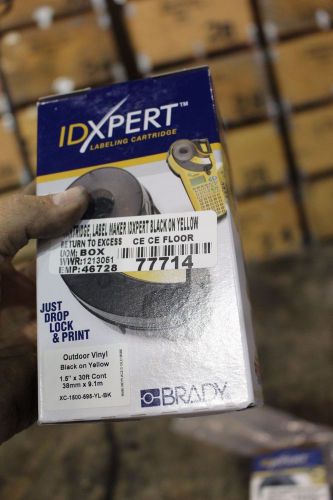 IDXPERT™
LABELING CARTRIDGE
CARTRIDGE, LABEL MAKER IDXPERT BLACK ON YELLOW
RETURN TO EXCESS CE CE FLOOR
UOM: BOX
WWR:1213051
EMP:46728 77714
JUST
DROP
LOCK
& PRINT
Outdoor Vinyl
Black on Yellow
1.5" x 30ft Cont
38mm x 9.1m
XC-1500-595-YL-BK
BRADY